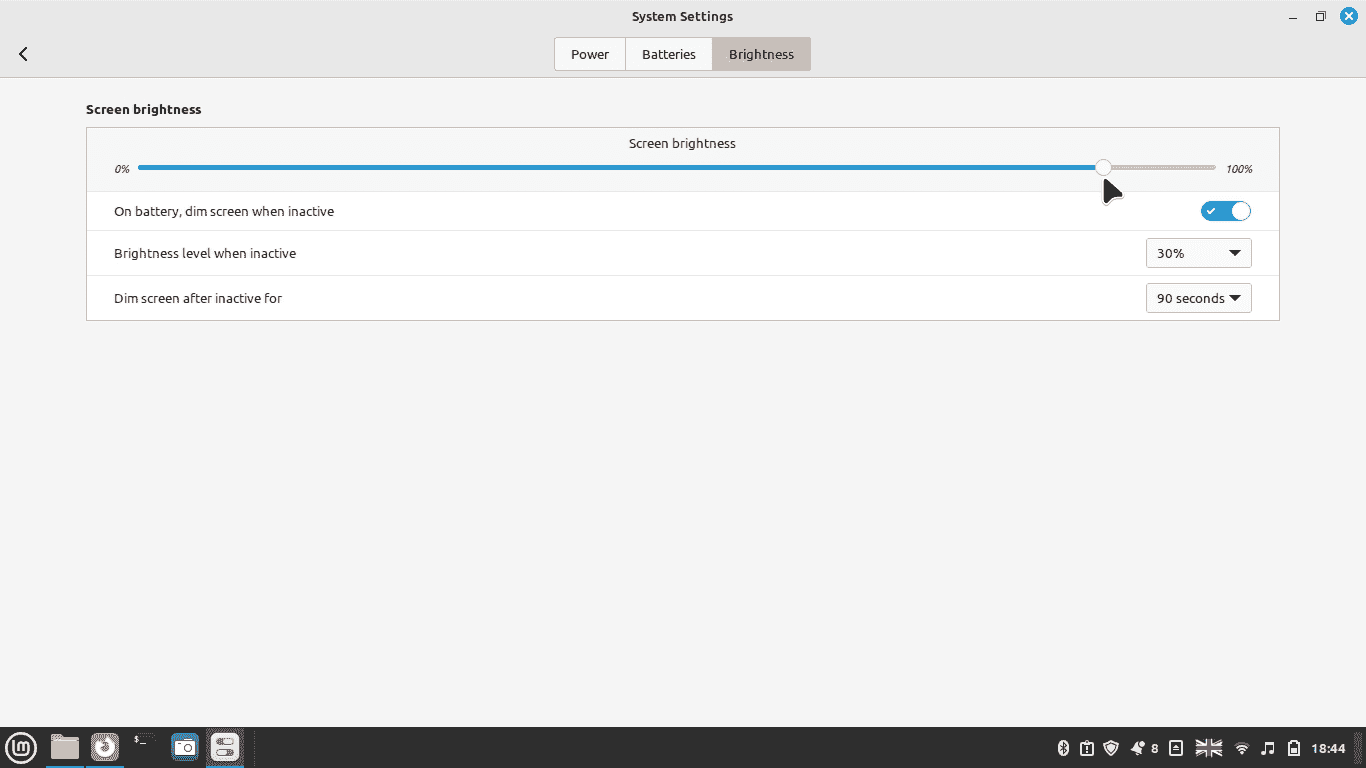 System Settings
Power Batteries Brightness
Screen brightness
Screen brightness
0% 100%
On battery, dim screen when inactive
Brightness level when inactive 30%
Dim screen after inactive for 90 seconds
$_ 8 18:44